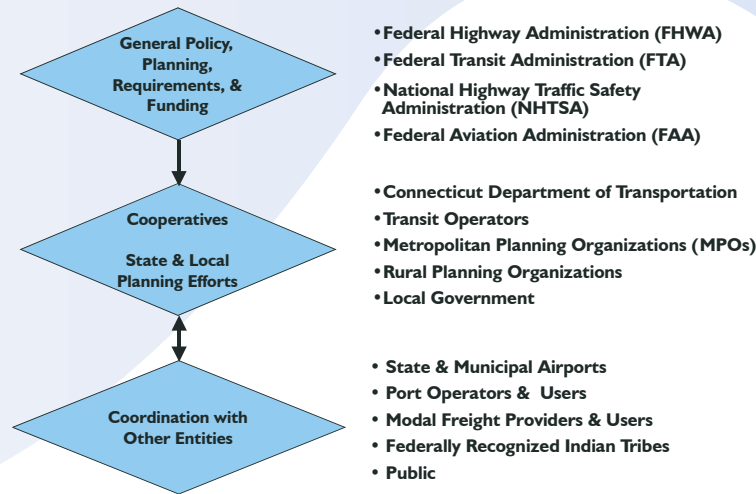 General Policy,
Planning,
Requirements, &
Funding
•Federal Highway Administration (FHWA)
•Federal Transit Administration (FTA)
•National Highway Traffic Safety
Administration (NHTSA)
•Federal Aviation Administration (FAA)
Cooperatives
State & Local
Planning Efforts
•Connecticut Department of Transportation
•Transit Operators
•Metropolitan Planning Organizations (MPOs)
•Rural Planning Organizations
•Local Government
Coordination with
Other Entities
• State & Municipal Airports
• Port Operators & Users
• Modal Freight Providers & Users
• Federally Recognized Indian Tribes
• Public